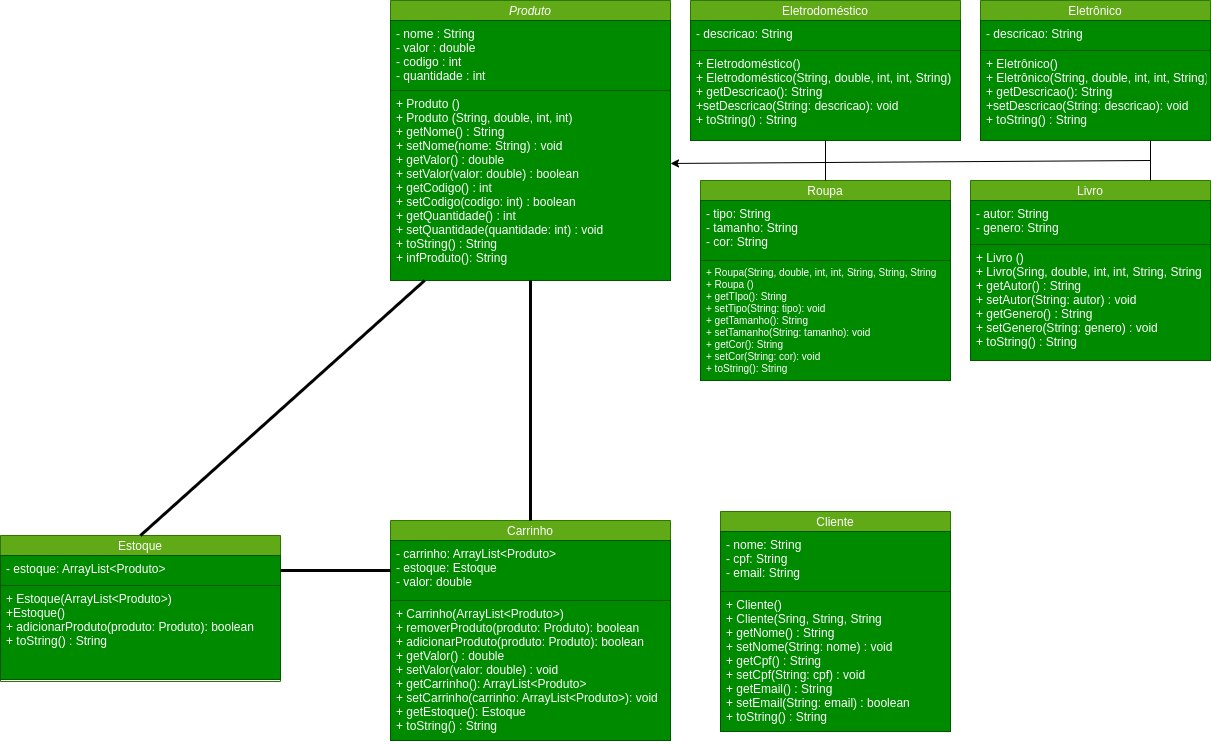 Produto
- nome : String
- valor : double
- codigo : int
- quantidade : int
+ Produto ()
+ Produto (String, double, int, int)
+ getNome() : String
+ setNome(nome: String) : void
+ getValor() : double
+ setValor(valor: double) : boolean
+ getCodigo() : int
+ setCodigo(codigo: int) : boolean
+ getQuantidade() : int
+ setQuantidade(quantidade: int) : void
+ toString() : String
+ infProduto(): String
Eletrodoméstico
- descricao: String
+ Eletrodoméstico()
+ Eletrodoméstico(String, double, int, int, String)
+ getDescricao(): String
+setDescricao(String: descricao): void
+ toString() : String
Eletrônico
- descricao: String
+ Eletrônico()
+ Eletrônico(String, double, int, int, String)
+ getDescricao(): String
+setDescricao(String: descricao): void
+ toString() : String
Roupa
- tipo: String
- tamanho: String
- cor: String
+ Roupa(String, double, int, int, String, String, String
+ Roupa ()
+ getTIpo(): String
+ setTipo(String: tipo): void
+ getTamanho(): String
+ setTamanho(String: tamanho): void
+ getCor(): String
+ setCor(String: cor): void
+ toString(): String
Livro
- autor: String
- genero: String
+ Livro ()
+ Livro(Sring, double, int, int, String, String
+ getAutor() : String
+ setAutor(String: autor) : void
+ getGenero() : String
+ setGenero(String: genero) : void
+ toString() : String
Estoque
- estoque: ArrayList<Produto>
+ Estoque(ArrayList<Produto>)
+Estoque()
+ adicionarProduto(produto: Produto): boolean
+ toString() : String
Carrinho
- carrinho: ArrayList<Produto>
- estoque: Estoque
- valor: double
+ Carrinho(ArrayList<Produto>)
+ removerProduto(produto: Produto): boolean
+ adicionarProduto(produto: Produto): boolean
+ getValor() : double
+ setValor(valor: double) : void
+ getCarrinho(): ArrayList<Produto>
+ setCarrinho(carrinho: ArrayList<Produto>): void
+ getEstoque(): Estoque
+ toString() : String
Cliente
- nome: String
- cpf: String
- email: String
+ Cliente()
+ Cliente(Sring, String, String
+ getNome() : String
+ setNome(String: nome) : void
+ getCpf() : String
+ setCpf(String: cpf) : void
+ getEmail() : String
+ setEmail(String: email) : boolean
+ toString() : String